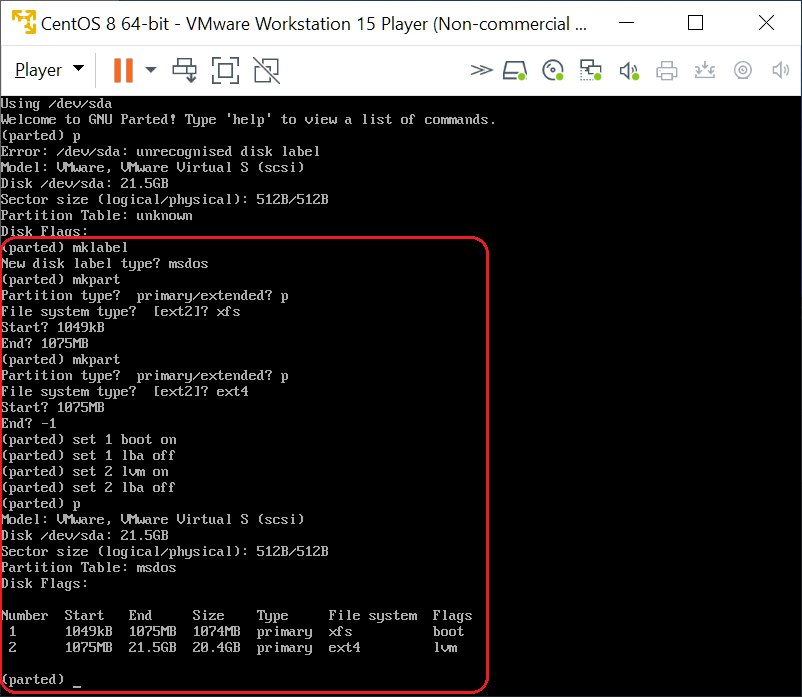 CentOS 8 64-bit - VMware Workstation 15 Player (Non-commercial ...
Player
Using /dev/sda
Welcome to GNU Parted! Type 'help' to view a list of commands.
(parted) p
Error: /dev/sda: unrecognised disk label
Model: VMware, VMware Virtual S (scsi)
Disk /dev/sda: 21.5GB
Sector size (logical/physical): 512B/512B
Partition Table: unknown
Disk Flags:
(parted) mklabel
New disk label type? msdos
(parted) mkpart
Partition type?  primary/extended? p
File system type?  [ext2]? xfs
Start? 1049kB
End? 1075MB
(parted) mkpart
Partition type?  primary/extended? p
File system type?  [ext2]? ext4
Start? 1075MB
End? -1
(parted) set 1 boot on
(parted) set 1 lba off
(parted) set 2 lvm on
(parted) set 2 lba off
(parted) p
Model: VMware, VMware Virtual S (scsi)
Disk /dev/sda: 21.5GB
Sector size (logical/physical): 512B/512B
Partition Table: msdos
Disk Flags:
Number  Start   End     Size    Type     File system  Flags
 1      1049kB  1075MB  1074MB  primary  xfs          boot
 2      1075MB  21.5GB  20.4GB  primary  ext4         lvm
(parted) _